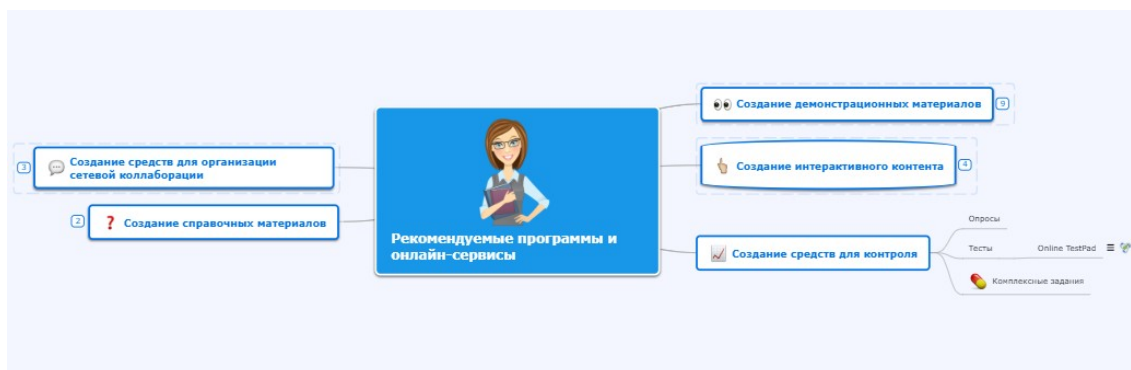 Рекомендуемые программы и
онлайн-сервисы
Создание демонстрационных материалов
9
Создание интерактивного контента
4
Создание средств для контроля
Опросы
Тесты
Online TestPad
Комплексные задания
3
Создание средств для организации
сетевой коллаборации
2
? Создание справочных материалов